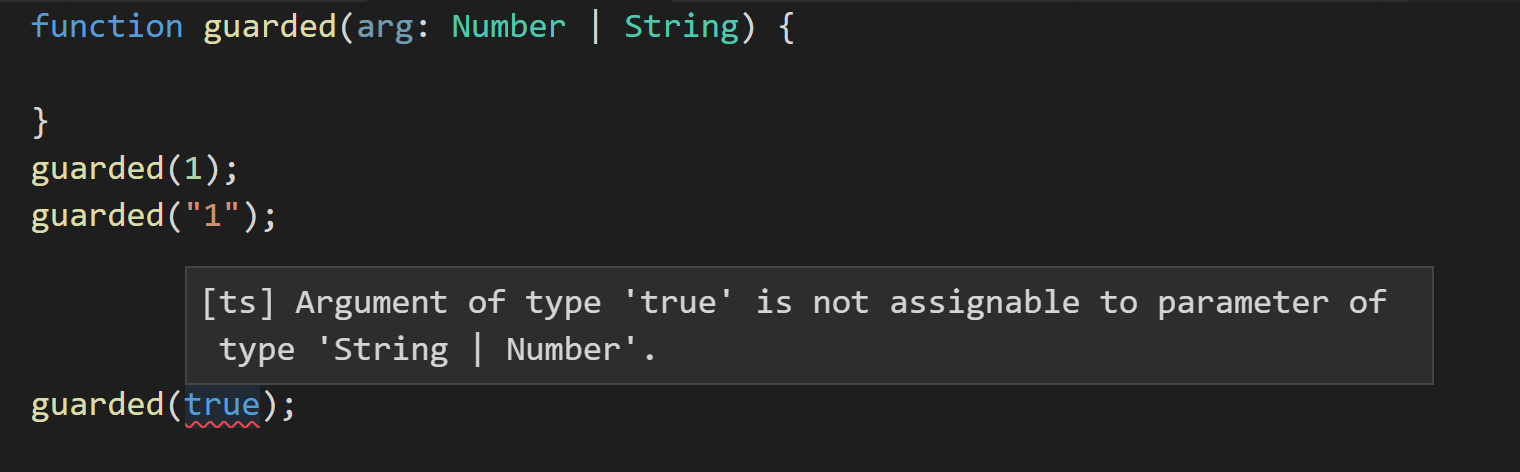 function guarded(arg: Number | String) {
}
guarded(1);
guarded("1");
[ts] Argument of type 'true' is not assignable to parameter of
type 'String | Number'.
guarded(true);